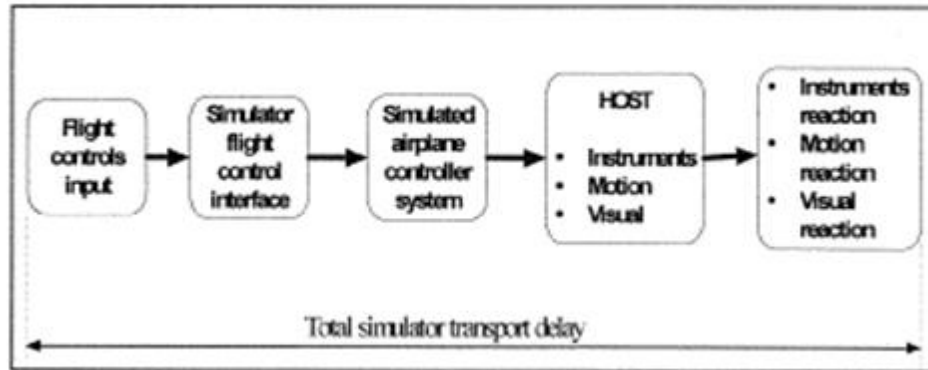 Flight
controls
input
Simulator
flight
control
interface
Simulated
airplane
controller
system
HOST
• Instruments
• Motion
• Visual
• Instruments
reaction
• Motion
reaction
• Visual
reaction
Total simulator transport delay